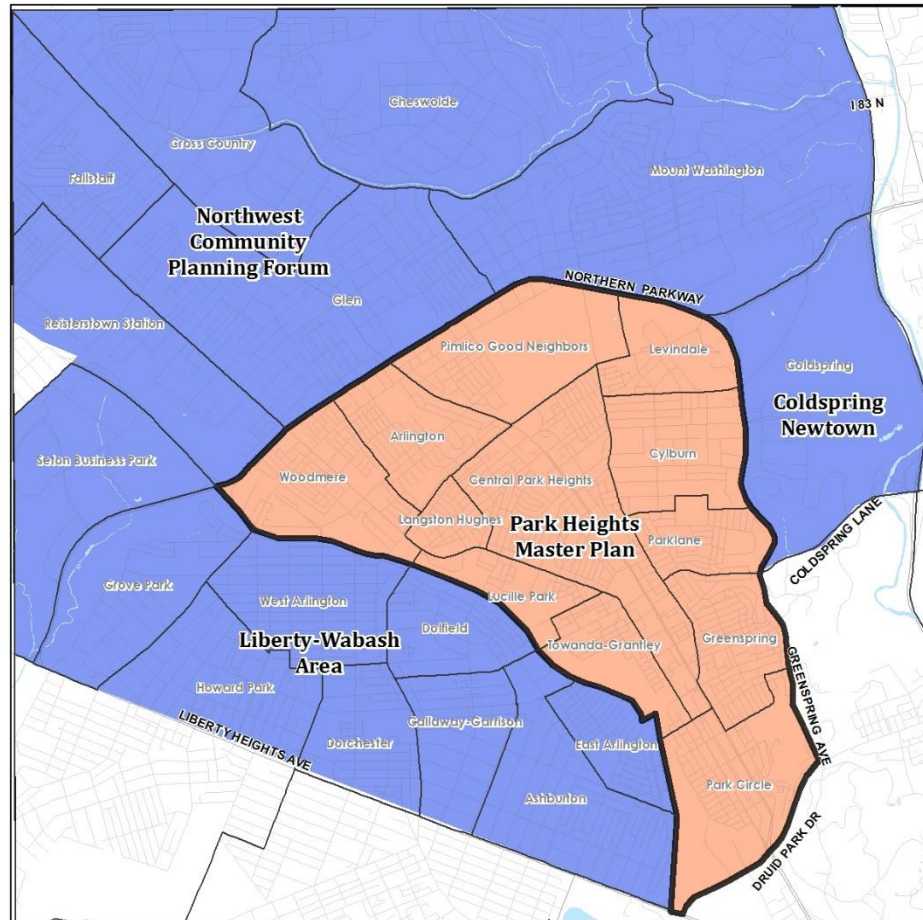 Cheswolde
I 83 N
Cross Country
Mount Washington
Fallstaff
Northwest
Community
Planning Forum
Glen
NORTHERN PARKWAY
Reisterstown Station
Pimlico Good Neighbors
Levindale
Coldspring
Coldspring
Newtown
Arlington
Cylburn
Seton Business Park
Woodmere
Central Park Heights
Langston Hughes
Park Heights
Master Plan
Parklane
COLDSPRING LANE
Grove Park
West Arlington
Lucille Park
Dolfield
Liberty-Wabash
Area
Towanda-Grantley
Greenspring
GREENSPRING AVE
Howard Park
LIBERTY HEIGHTS AVE
Callaway-Garrison
Dorchester
East Arlington
Ashburton
Park Circle
DRUID PARK DR